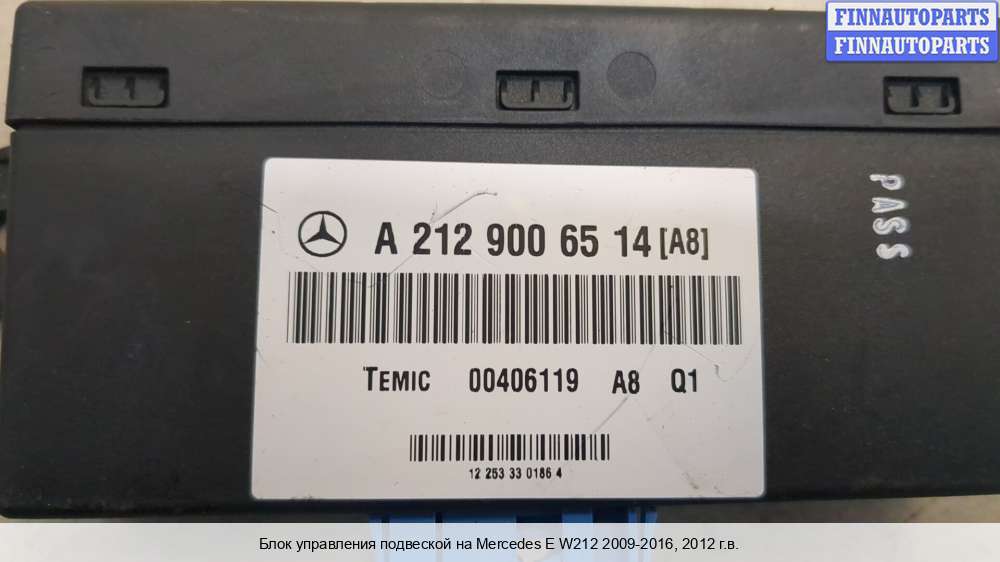 FINNAUTOPARTS
FINNAUTOPARTS
PASS
A 212 900 65 14 [A8]
TEMIC 00406119 A8 Q1
12 253 33 0186 4
Блок управления подвеской на Mercedes E W212 2009-2016, 2012 г.в.